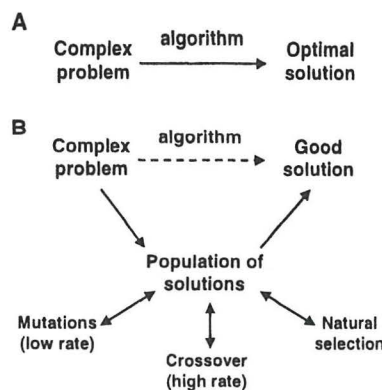 A
Complex
problem
algorithm
Optimal
solution
B
Complex
problem
algorithm
Good
solution
Population of
solutions
Mutations
(low rate)
Crossover
(high rate)
Natural
selection